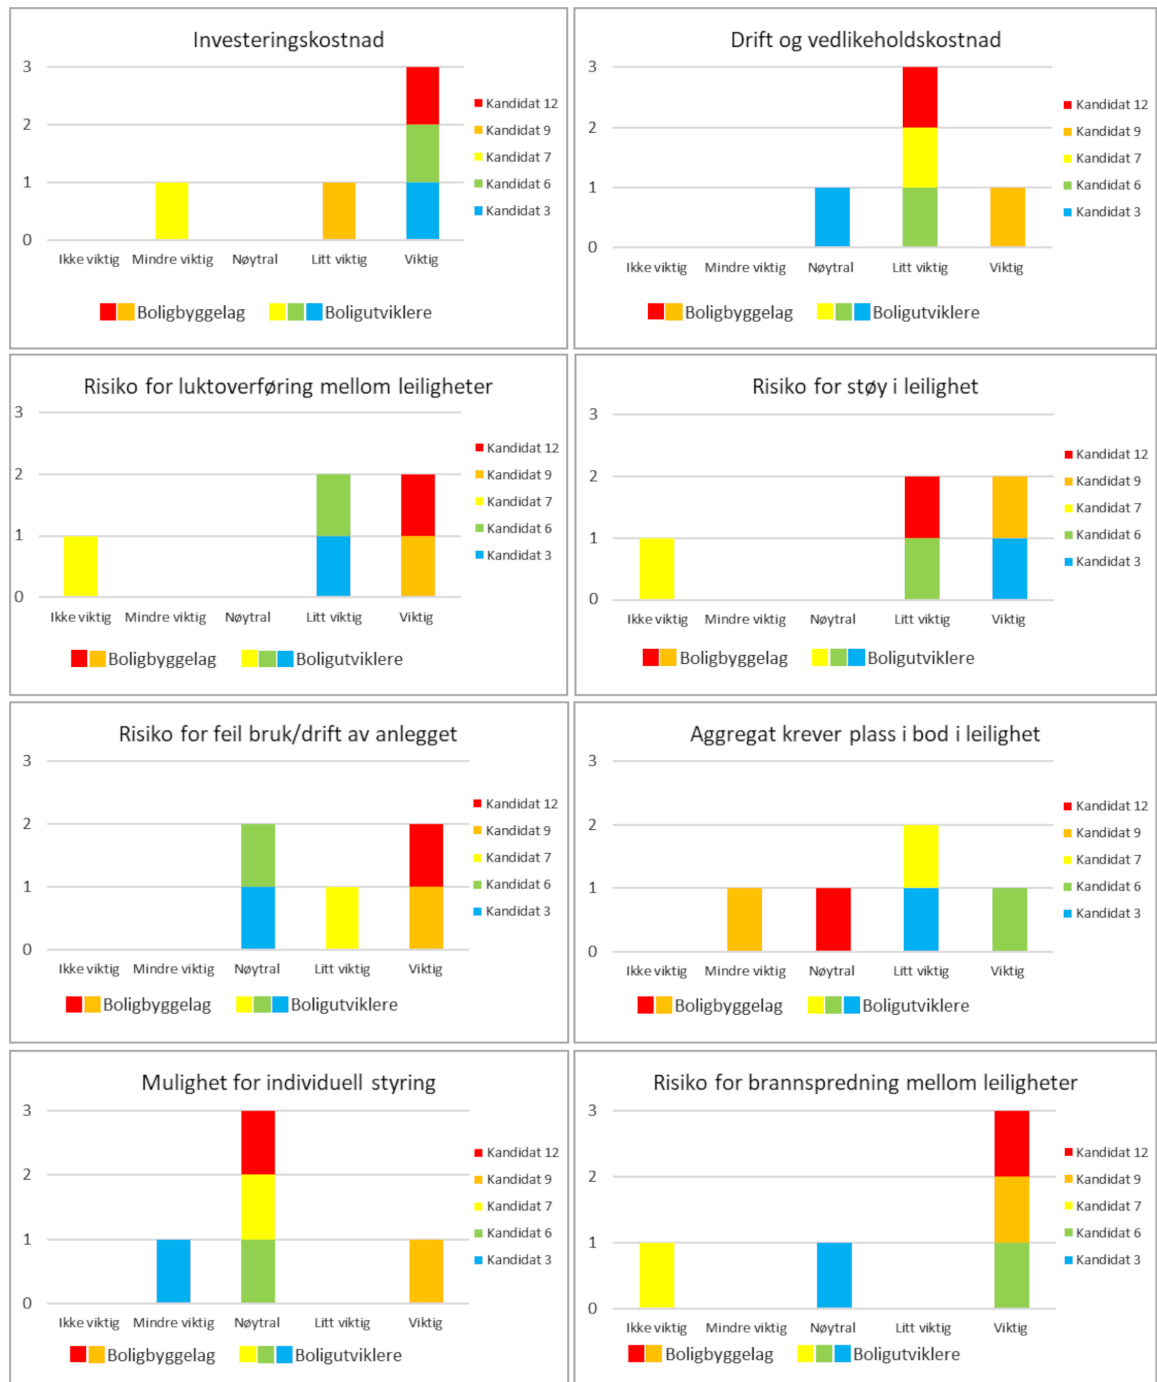 Investeringskostnad
3
2
1
0
Ikke viktig Mindre viktig Nøytral Litt viktig Viktig
Kandidat 12
Kandidat 9
Kandidat 7
Kandidat 6
Kandidat 3
Boligbyggelag Boligutviklere
Drift og vedlikeholdskostnad
3
2
1
0
Ikke viktig Mindre viktig Nøytral Litt viktig Viktig
Kandidat 12
Kandidat 9
Kandidat 7
Kandidat 6
Kandidat 3
Boligbyggelag Boligutviklere
Risiko for luktoverføring mellom leiligheter
3
2
1
0
Ikke viktig Mindre viktig Nøytral Litt viktig Viktig
Kandidat 12
Kandidat 9
Kandidat 7
Kandidat 6
Kandidat 3
Boligbyggelag Boligutviklere
Risiko for støy i leilighet
3
2
1
0
Ikke viktig Mindre viktig Nøytral Litt viktig Viktig
Kandidat 12
Kandidat 9
Kandidat 7
Kandidat 6
Kandidat 3
Boligbyggelag Boligutviklere
Risiko for feil bruk/drift av anlegget
3
2
1
0
Ikke viktig Mindre viktig Nøytral Litt viktig Viktig
Kandidat 12
Kandidat 9
Kandidat 7
Kandidat 6
Kandidat 3
Boligbyggelag Boligutviklere
Aggregat krever plass i bod i leilighet
3
2
1
0
Ikke viktig Mindre viktig Nøytral Litt viktig Viktig
Kandidat 12
Kandidat 9
Kandidat 7
Kandidat 6
Kandidat 3
Boligbyggelag Boligutviklere
Mulighet for individuell styring
3
2
1
0
Ikke viktig Mindre viktig Nøytral Litt viktig Viktig
Kandidat 12
Kandidat 9
Kandidat 7
Kandidat 6
Kandidat 3
Boligbyggelag Boligutviklere
Risiko for brannspredning mellom leiligheter
3
2
1
0
Ikke viktig Mindre viktig Nøytral Litt viktig Viktig
Kandidat 12
Kandidat 9
Kandidat 7
Kandidat 6
Kandidat 3
Boligbyggelag Boligutviklere